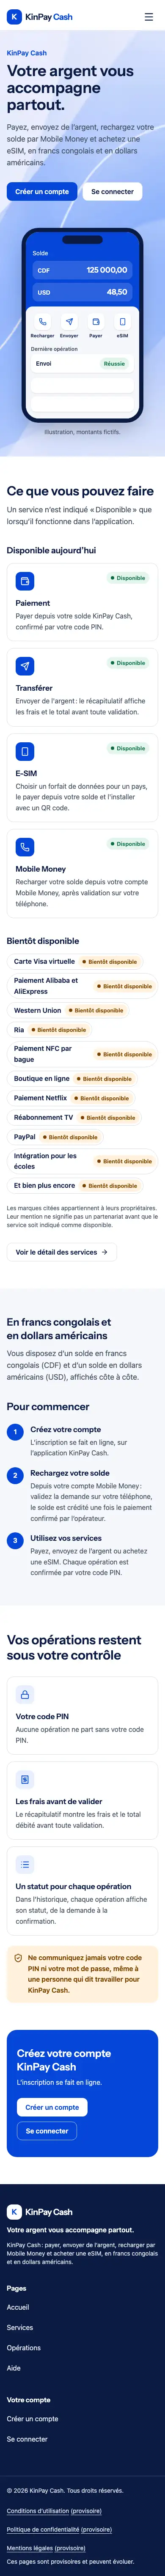 K KinPay Cash
KinPay Cash
Votre argent vous
accompagne
partout.
Payez, envoyez de l'argent, rechargez votre
solde par Mobile Money et achetez une
eSIM, en francs congolais et en dollars
américains.
Créer un compte
Se connecter
Solde
CDF 125 000,00
USD 48,50
Recharger Envoyer Payer eSIM
Dernière opération
Envoi Réussie
Illustration, montants fictifs.
Ce que vous pouvez faire
Un service n'est indiqué « Disponible » que
lorsqu'il fonctionne dans l'application.
Disponible aujourd'hui
Disponible
Paiement
Payer depuis votre solde KinPay Cash,
confirmé par votre code PIN.
Disponible
Transférer
Envoyer de l'argent : le récapitulatif affiche
les frais et le total avant toute validation.
Disponible
E-SIM
Choisir un forfait de données pour un pays,
le payer depuis votre solde et l'installer
avec un QR code.
Disponible
Mobile Money
Recharger votre solde depuis votre compte
Mobile Money, après validation sur votre
téléphone.
Bientôt disponible
Carte Visa virtuelle Bientôt disponible
Paiement Alibaba et
AliExpress
Bientôt disponible
Western Union Bientôt disponible
Ria Bientôt disponible
Paiement NFC par
bague
Bientôt disponible
Boutique en ligne Bientôt disponible
Paiement Netflix Bientôt disponible
Réabonnement TV Bientôt disponible
PayPal Bientôt disponible
Intégration pour les
écoles
Bientôt disponible
Et bien plus encore Bientôt disponible
Les marques citées appartiennent à leurs propriétaires.
Leur mention ne signifie pas un partenariat avant que le
service soit indiqué comme disponible.
Voir le détail des services →
En francs congolais et
en dollars américains
Vous disposez d'un solde en francs
congolais (CDF) et d'un solde en dollars
américains (USD), affichés côte à côte.
Pour commencer
1 Créez votre compte
L'inscription se fait en ligne, sur
l'application KinPay Cash.
2 Rechargez votre solde
Depuis votre compte Mobile Money :
validez la demande sur votre téléphone,
le solde est crédité une fois le paiement
confirmé par l'opérateur.
3 Utilisez vos services
Payez, envoyez de l'argent ou achetez
une eSIM. Chaque opération est
confirmée par votre code PIN.
Vos opérations restent
sous votre contrôle
Votre code PIN
Aucune opération ne part sans votre code
PIN.
Les frais avant de valider
Le récapitulatif montre les frais et le total
débité avant toute validation.
Un statut pour chaque opération
Dans l'historique, chaque opération affiche
son statut, de la demande à la
confirmation.
Ne communiquez jamais votre code
PIN ni votre mot de passe, même à
une personne qui dit travailler pour
KinPay Cash.
Créez votre compte
KinPay Cash
L'inscription se fait en ligne.
Créer un compte
Se connecter
K KinPay Cash
Votre argent vous accompagne partout.
KinPay Cash : payer, envoyer de l'argent, recharger par
Mobile Money et acheter une eSIM, en francs congolais
et en dollars américains.
Pages
Accueil
Services
Opérations
Aide
Votre compte
Créer un compte
Se connecter
© 2026 KinPay Cash. Tous droits réservés.
Conditions d'utilisation (provisoire)
Politique de confidentialité (provisoire)
Mentions légales (provisoire)
Ces pages sont provisoires et peuvent évoluer.